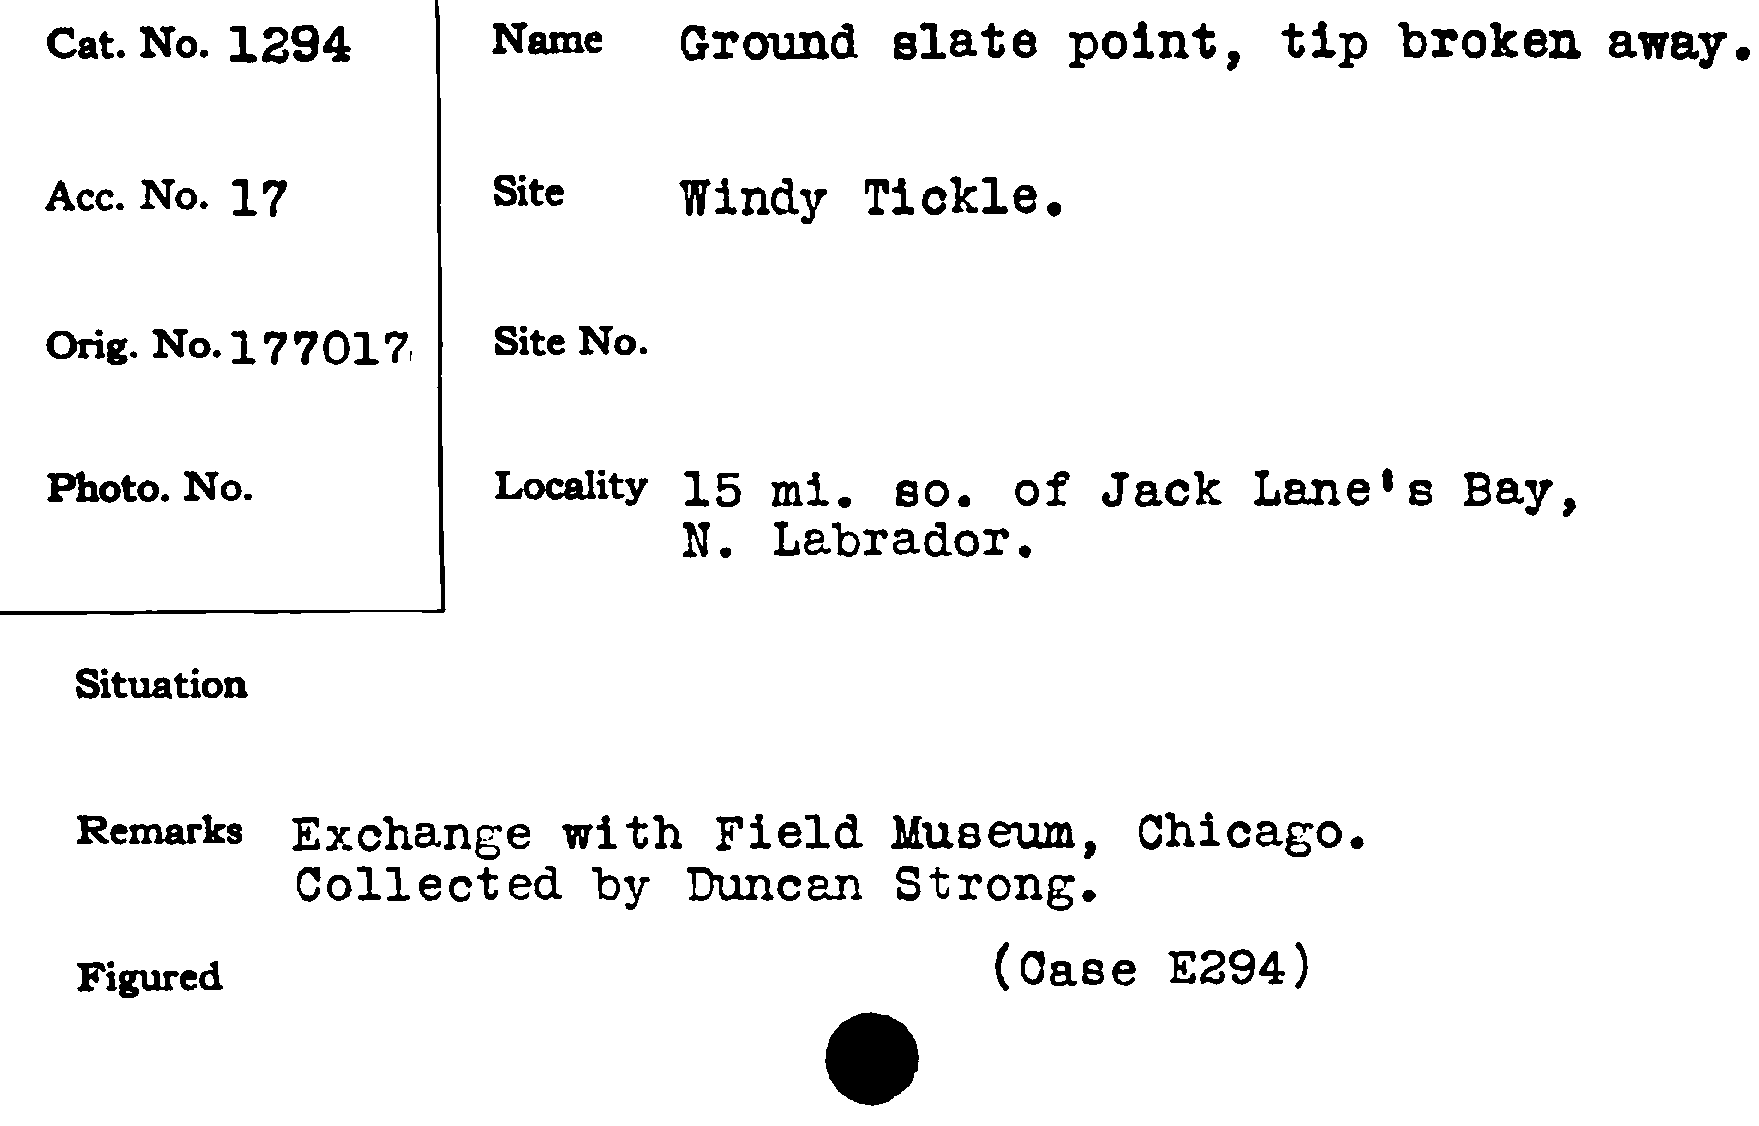 Cat. No. 1294
Name Ground slate point, tip broken away.
Acc. No. 17
Site Windy Tickle.
Orig. No. 177017
Site No.
Photo. No.
Locality 15 mi. so. of Jack Lane's Bay,
N. Labrador.
Situation
Remarks Exchange with Field Museum, Chicago.
Collected by Duncan Strong.
Figured
(Case E294)